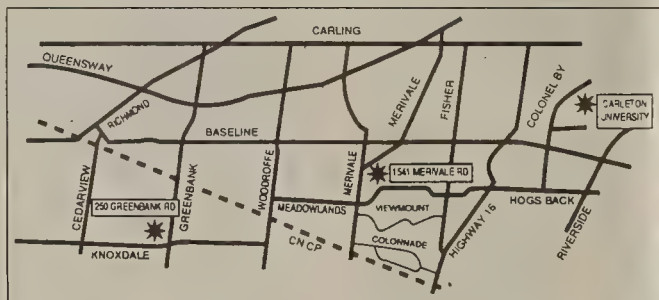 CARLING
QUEENSWAY
RICHMOND
BASELINE
MERIVALE
FISHER
COLONEL BY
CARLETON
UNIVERSITY
CEDARVIEW
250 GREENBANK RD
GREENBANK
WOODROFFE
MERIVALE
1541 MERIVALE RD
MEADOWLANDS
VIEWMOUNT
HOGS BACK
HIGHWAY 16
RIVERSIDE
COLONNADE
CN CP
KNOXDALE